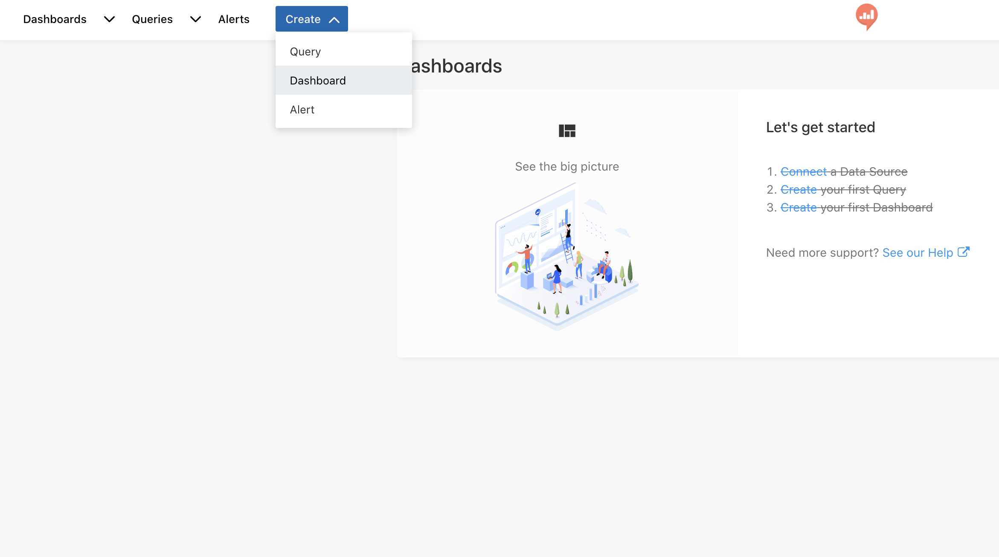 Dashboards Queries Alerts Create
Query
Dashboard
Alert
ashboards
See the big picture
Let's get started
1. Connect a Data Source
2. Create your first Query
3. Create your first Dashboard
Need more support? See our Help